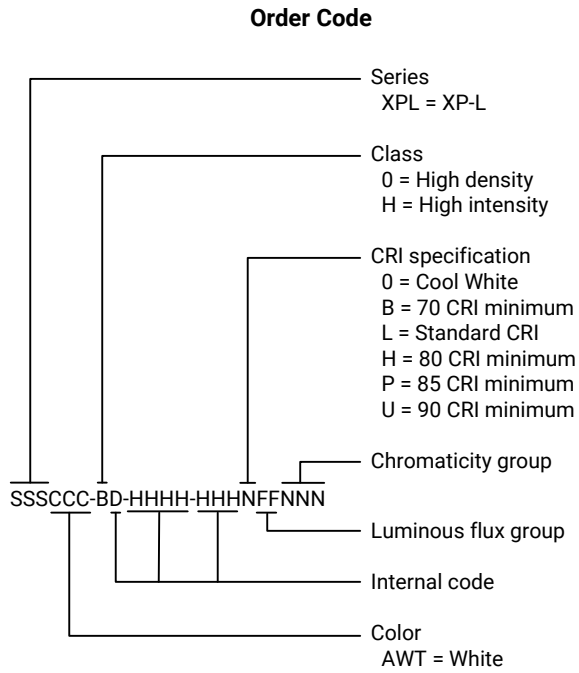 Order Code
Series
XPL = XP-L
Class
0 = High density
H = High intensity
CRI specification
0 = Cool White
B = 70 CRI minimum
L = Standard CRI
H = 80 CRI minimum
P = 85 CRI minimum
U = 90 CRI minimum
Chromaticity group
SSSCCC-BD-HHHH-HHHNFFNNN
Luminous flux group
Internal code
Color
AWT = White